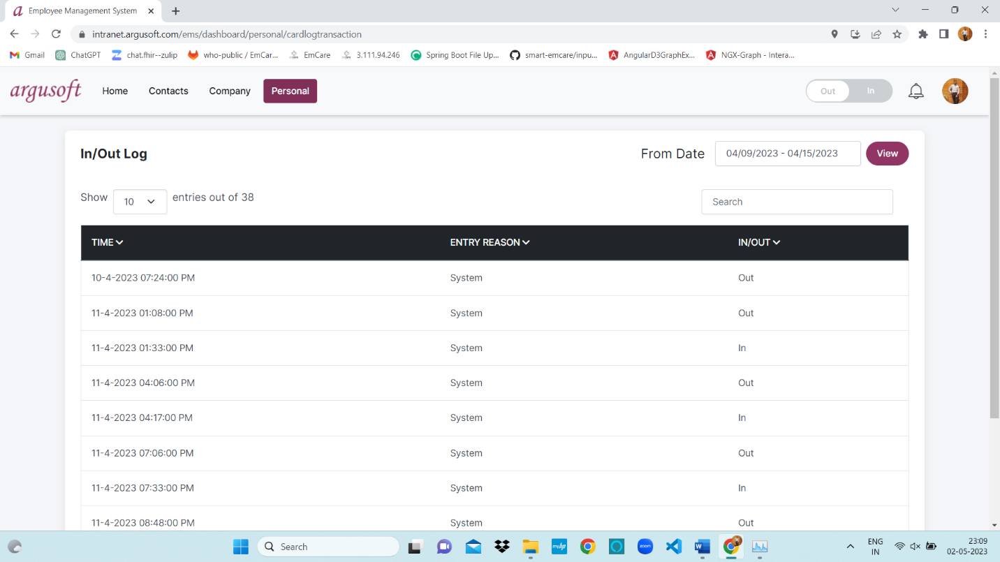 a Employee Management System
intranet.argusoft.com/ems/dashboard/personal/cardlogtransaction
Gmail ChatGPT chat.fhir--zulip who-public / EmCar... EmCare 3.111.94.246 Spring Boot File Up... smart-emcare/inpu... AngularD3GraphEx... NGX-Graph - Intera...
argusoft Home Contacts Company Personal Out In
In/Out Log From Date 04/09/2023 - 04/15/2023 View
Show 10 entries out of 38 Search
TIME ENTRY REASON IN/OUT
10-4-2023 07:24:00 PM System Out
11-4-2023 01:08:00 PM System Out
11-4-2023 01:33:00 PM System In
11-4-2023 04:06:00 PM System Out
11-4-2023 04:17:00 PM System In
11-4-2023 07:06:00 PM System Out
11-4-2023 07:33:00 PM System In
11-4-2023 08:48:00 PM System Out
Search myhp zoom W ENG 23:09
IN 02-05-2023